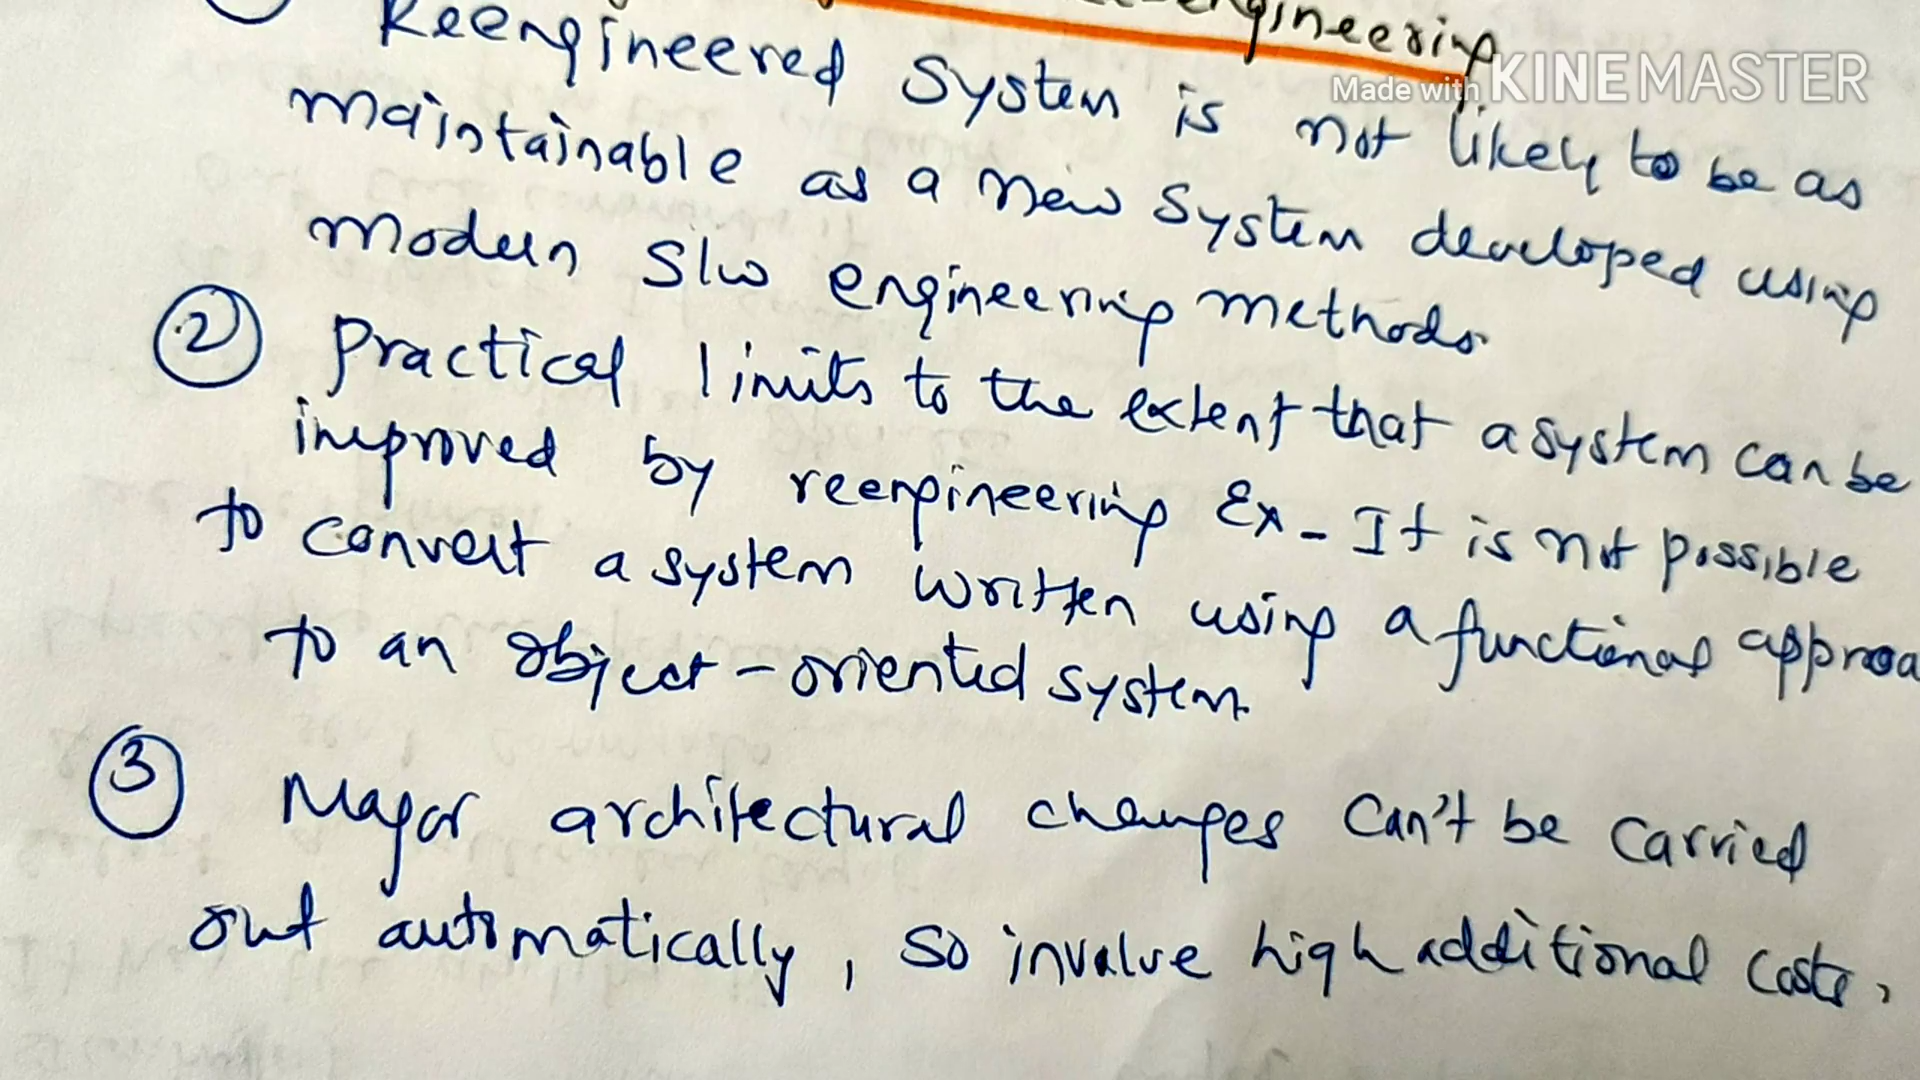 engineering
Made with KINEMASTER
Reengineered System is not likely to be as
maintainable as a new System developed using
modern S/w engineering methods.
② Practical limits to the extent that a system can be
improved by reengineering Ex - It is not possible
to convert a system written using a functional approa
to an object-oriented system.
③ Major architectural changes can't be carried
out automatically, so involve high additional costs.